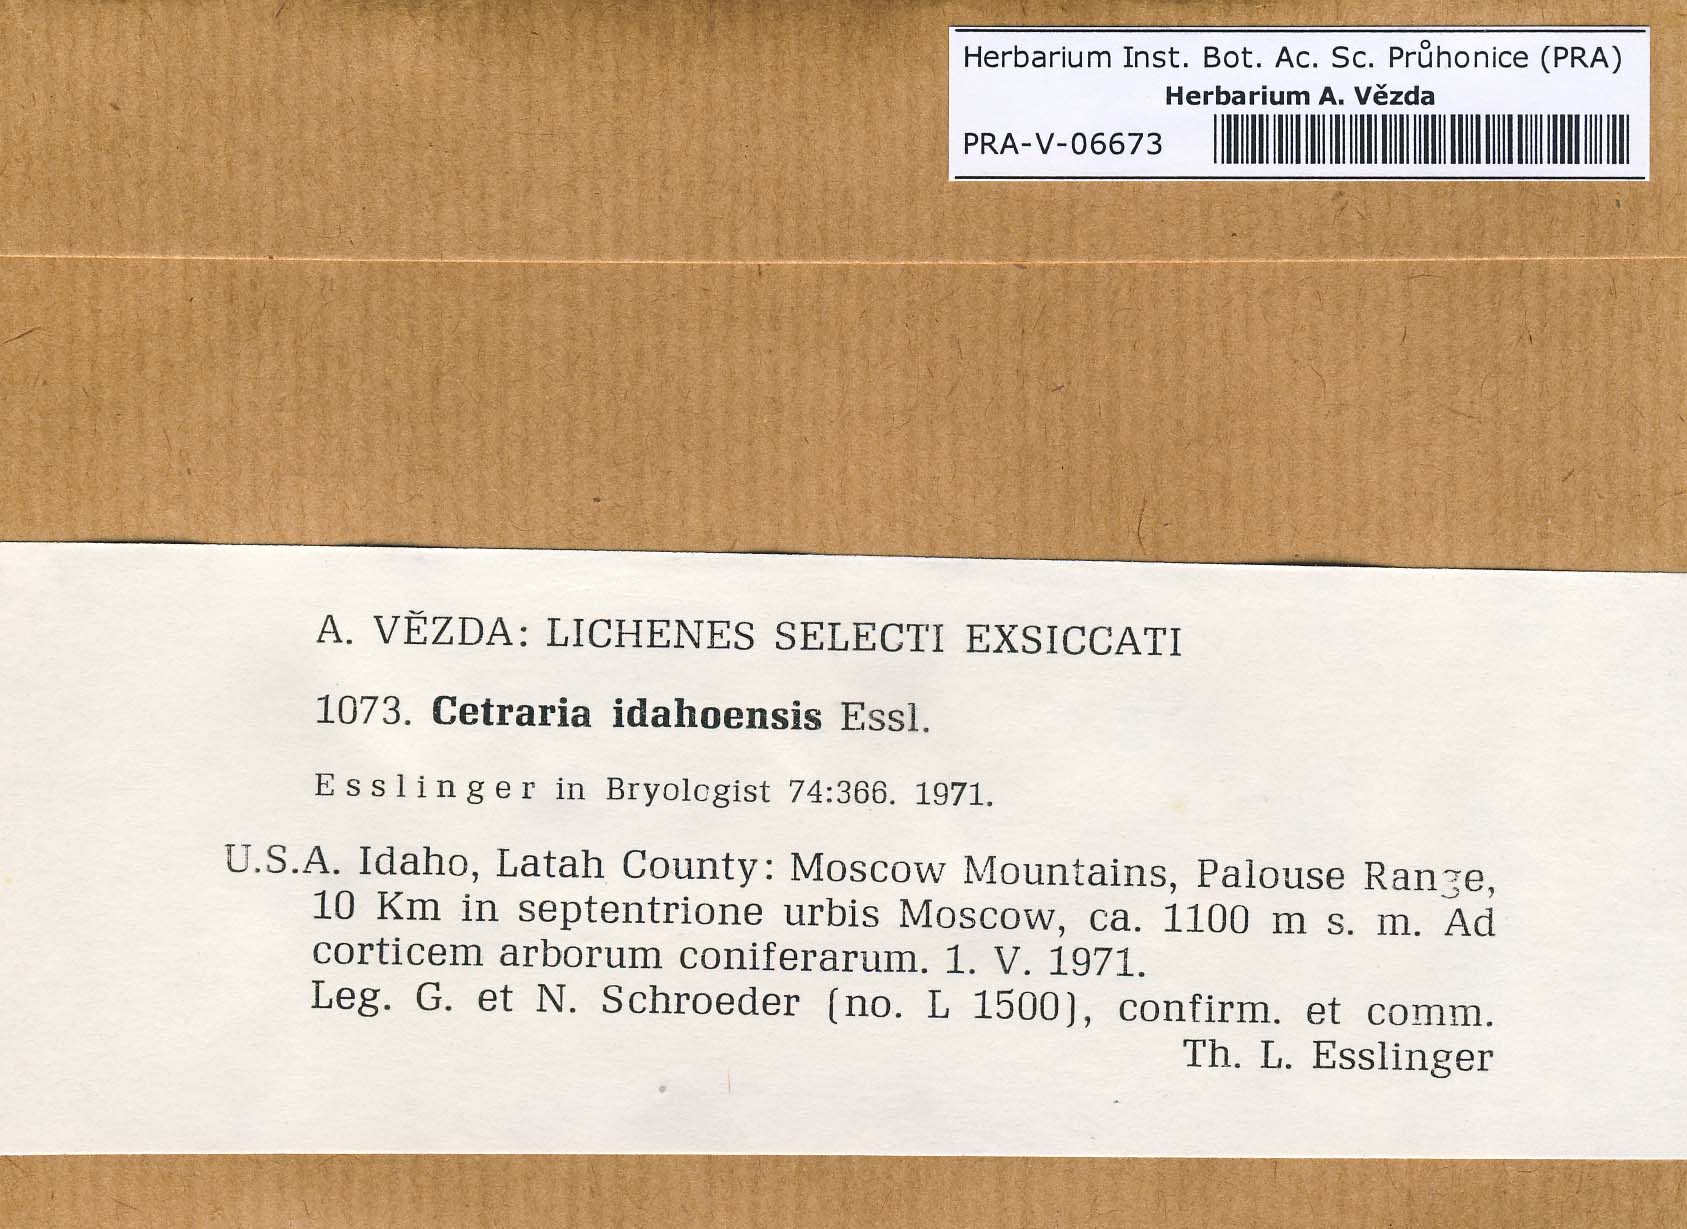 Herbarium Inst. Bot. Ac. Sc. Průhonice (PRA)
Herbarium A. Vězda
PRA-V-06673
A. VĚZDA: LICHENES SELECTI EXSICCATI
1073. Cetraria idahoensis Essl.
Esslinger in Bryologist 74:366. 1971.
U.S.A. Idaho, Latah County: Moscow Mountains, Palouse Range,
10 Km in septentrione urbis Moscow, ca. 1100 m s. m. Ad
corticem arborum coniferarum. 1. V. 1971.
Leg. G. et N. Schroeder (no. L 1500), confirm. et comm.
Th. L. Esslinger